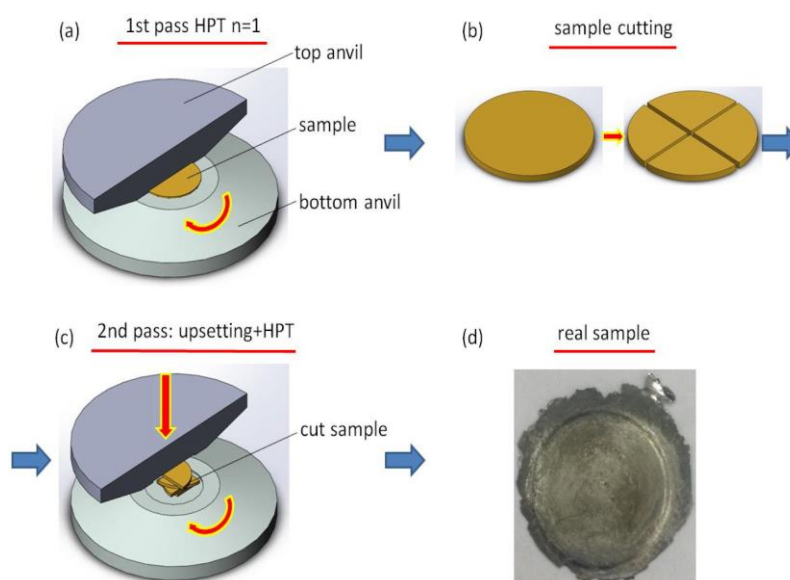 (a) 1st pass HPT n=1
top anvil
sample
bottom anvil
(b) sample cutting
(c) 2nd pass: upsetting+HPT
cut sample
(d) real sample